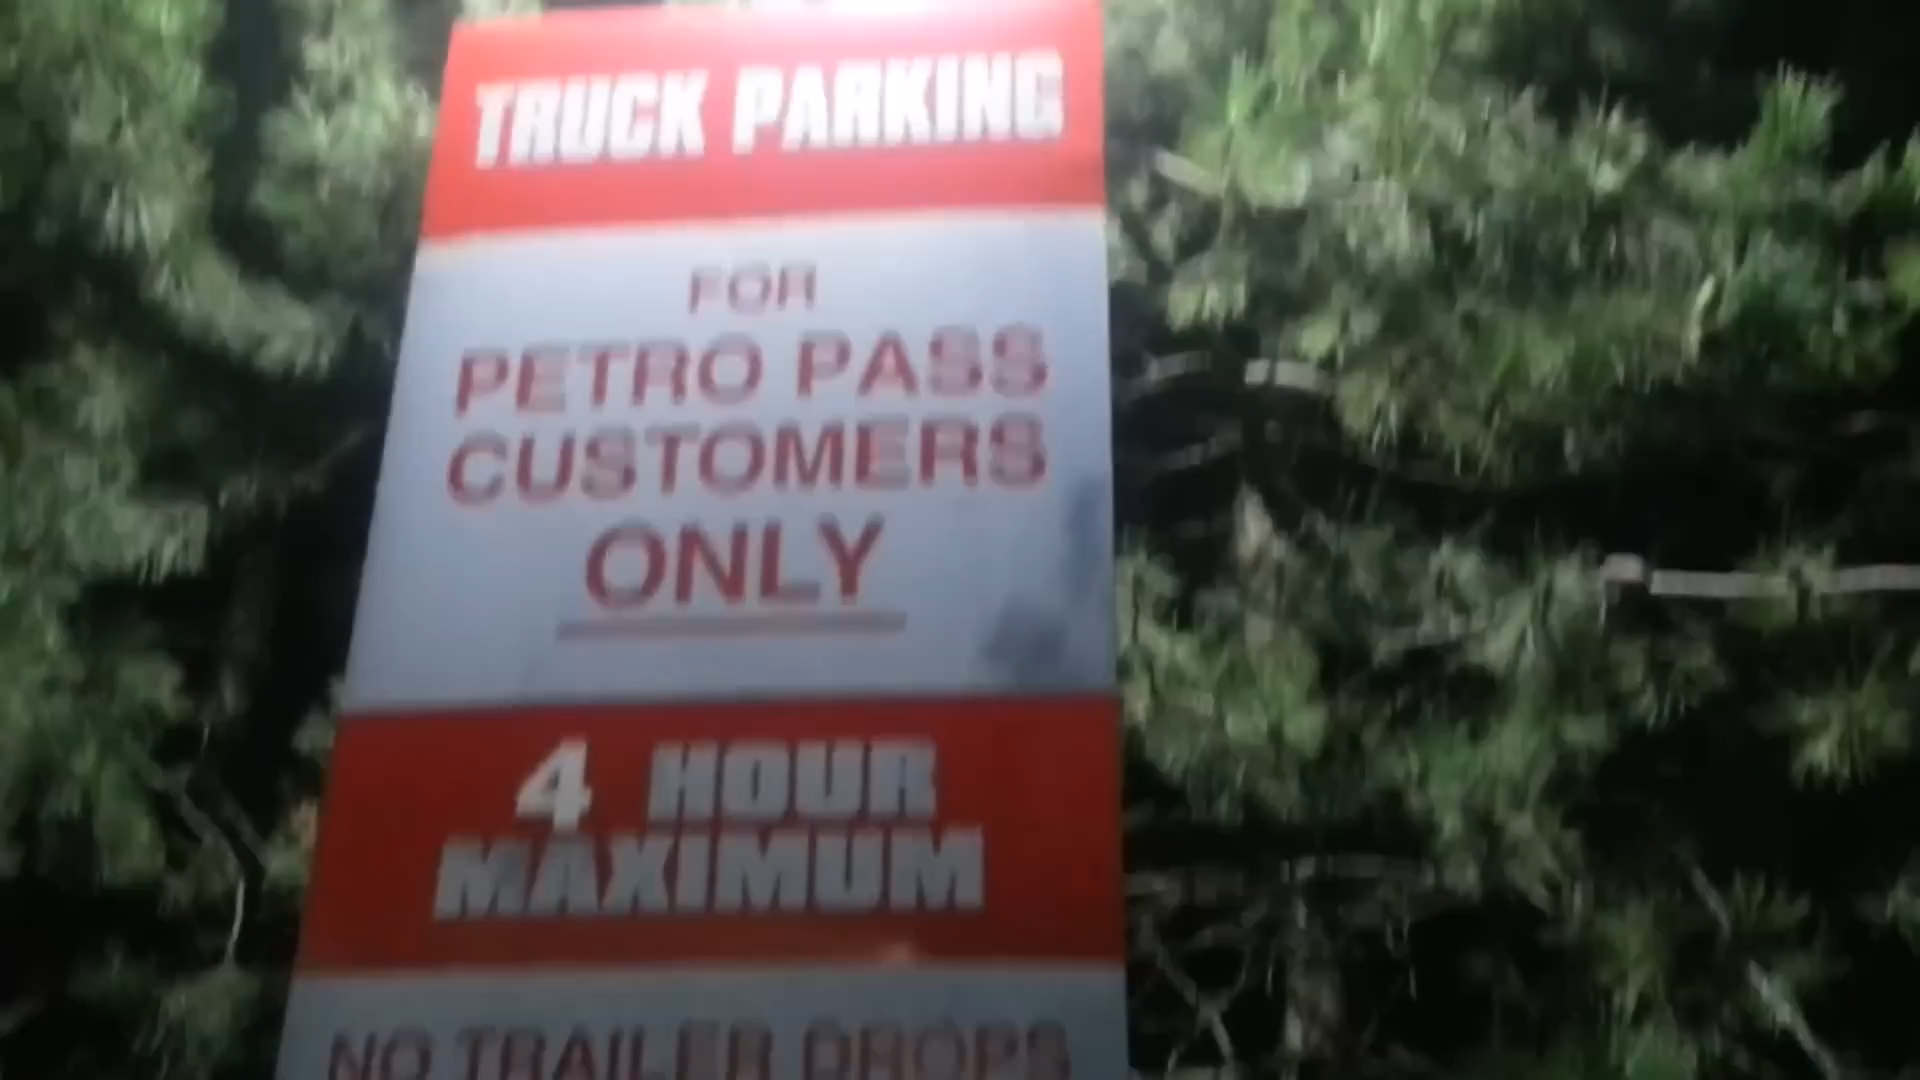 TRUCK PARKING
FOR
PETRO PASS
CUSTOMERS
ONLY
4 HOUR
MAXIMUM
NO TRAILER DROPS